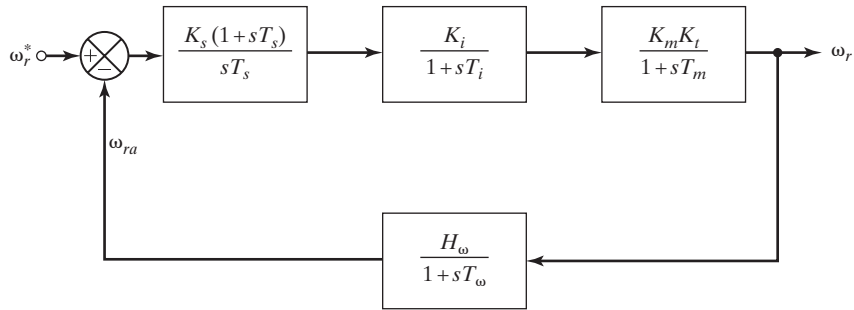 ω_r^*
+
−
K_s (1+sT_s)
sT_s
K_i
1+sT_i
K_m K_t
1+sT_m
ω_r
ω_ra
H_ω
1+sT_ω